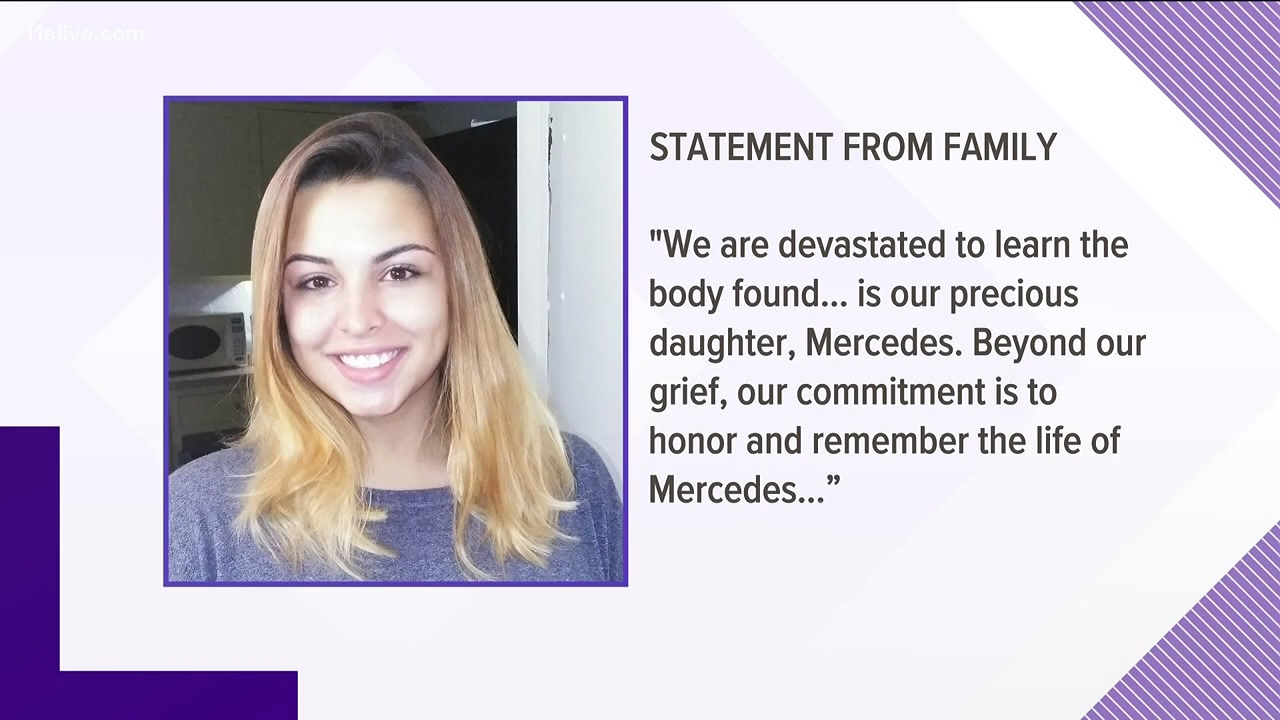 11alive.com
STATEMENT FROM FAMILY
"We are devastated to learn the
body found... is our precious
daughter, Mercedes. Beyond our
grief, our commitment is to
honor and remember the life of
Mercedes...”